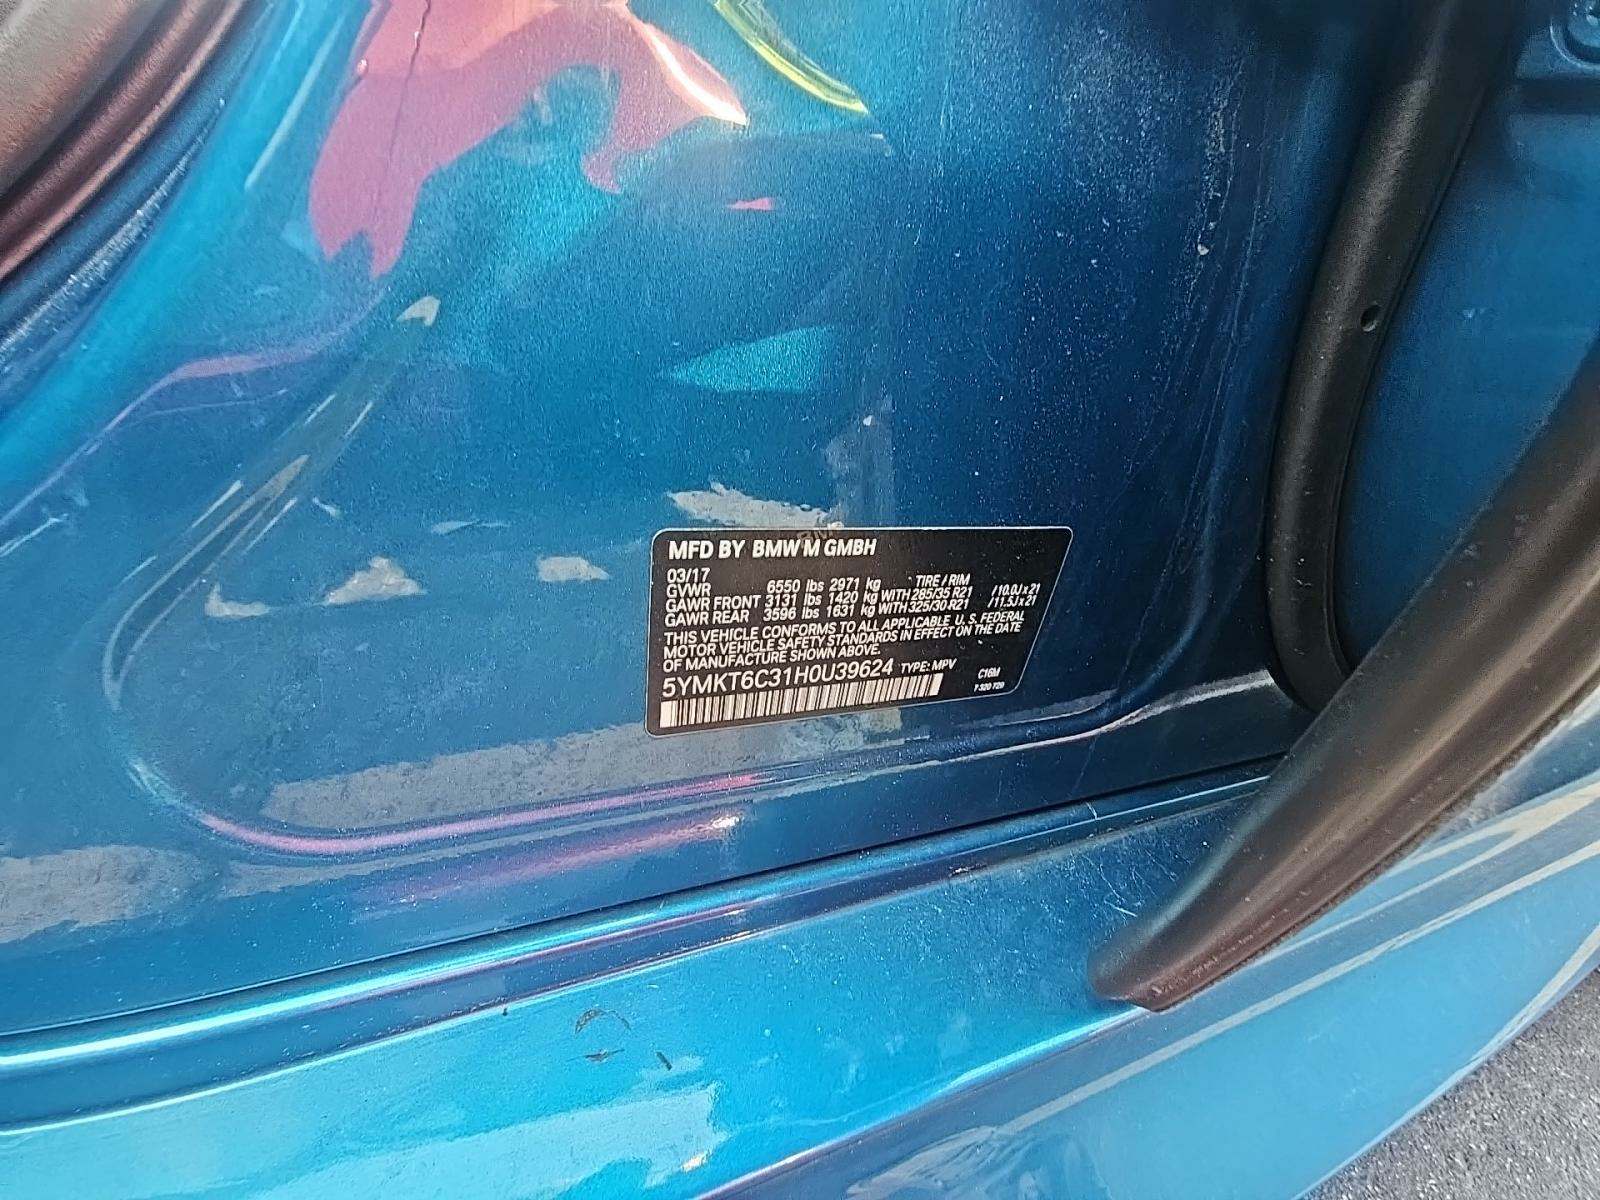 MFD BY BMW M GMBH
03/17
GVWR 6550 lbs 2971 kg TIRE / RIM
GAWR FRONT 3131 lbs 1420 kg WITH 285/35 R21 /10.0J x 21
GAWR REAR 3596 lbs 1631 kg WITH 325/30 R21 /11.5J x 21
THIS VEHICLE CONFORMS TO ALL APPLICABLE U.S. FEDERAL
MOTOR VEHICLE SAFETY STANDARDS IN EFFECT ON THE DATE
OF MANUFACTURE SHOWN ABOVE.
5YMKT6C31H0U39624 TYPE: MPV C16M
7 320 729